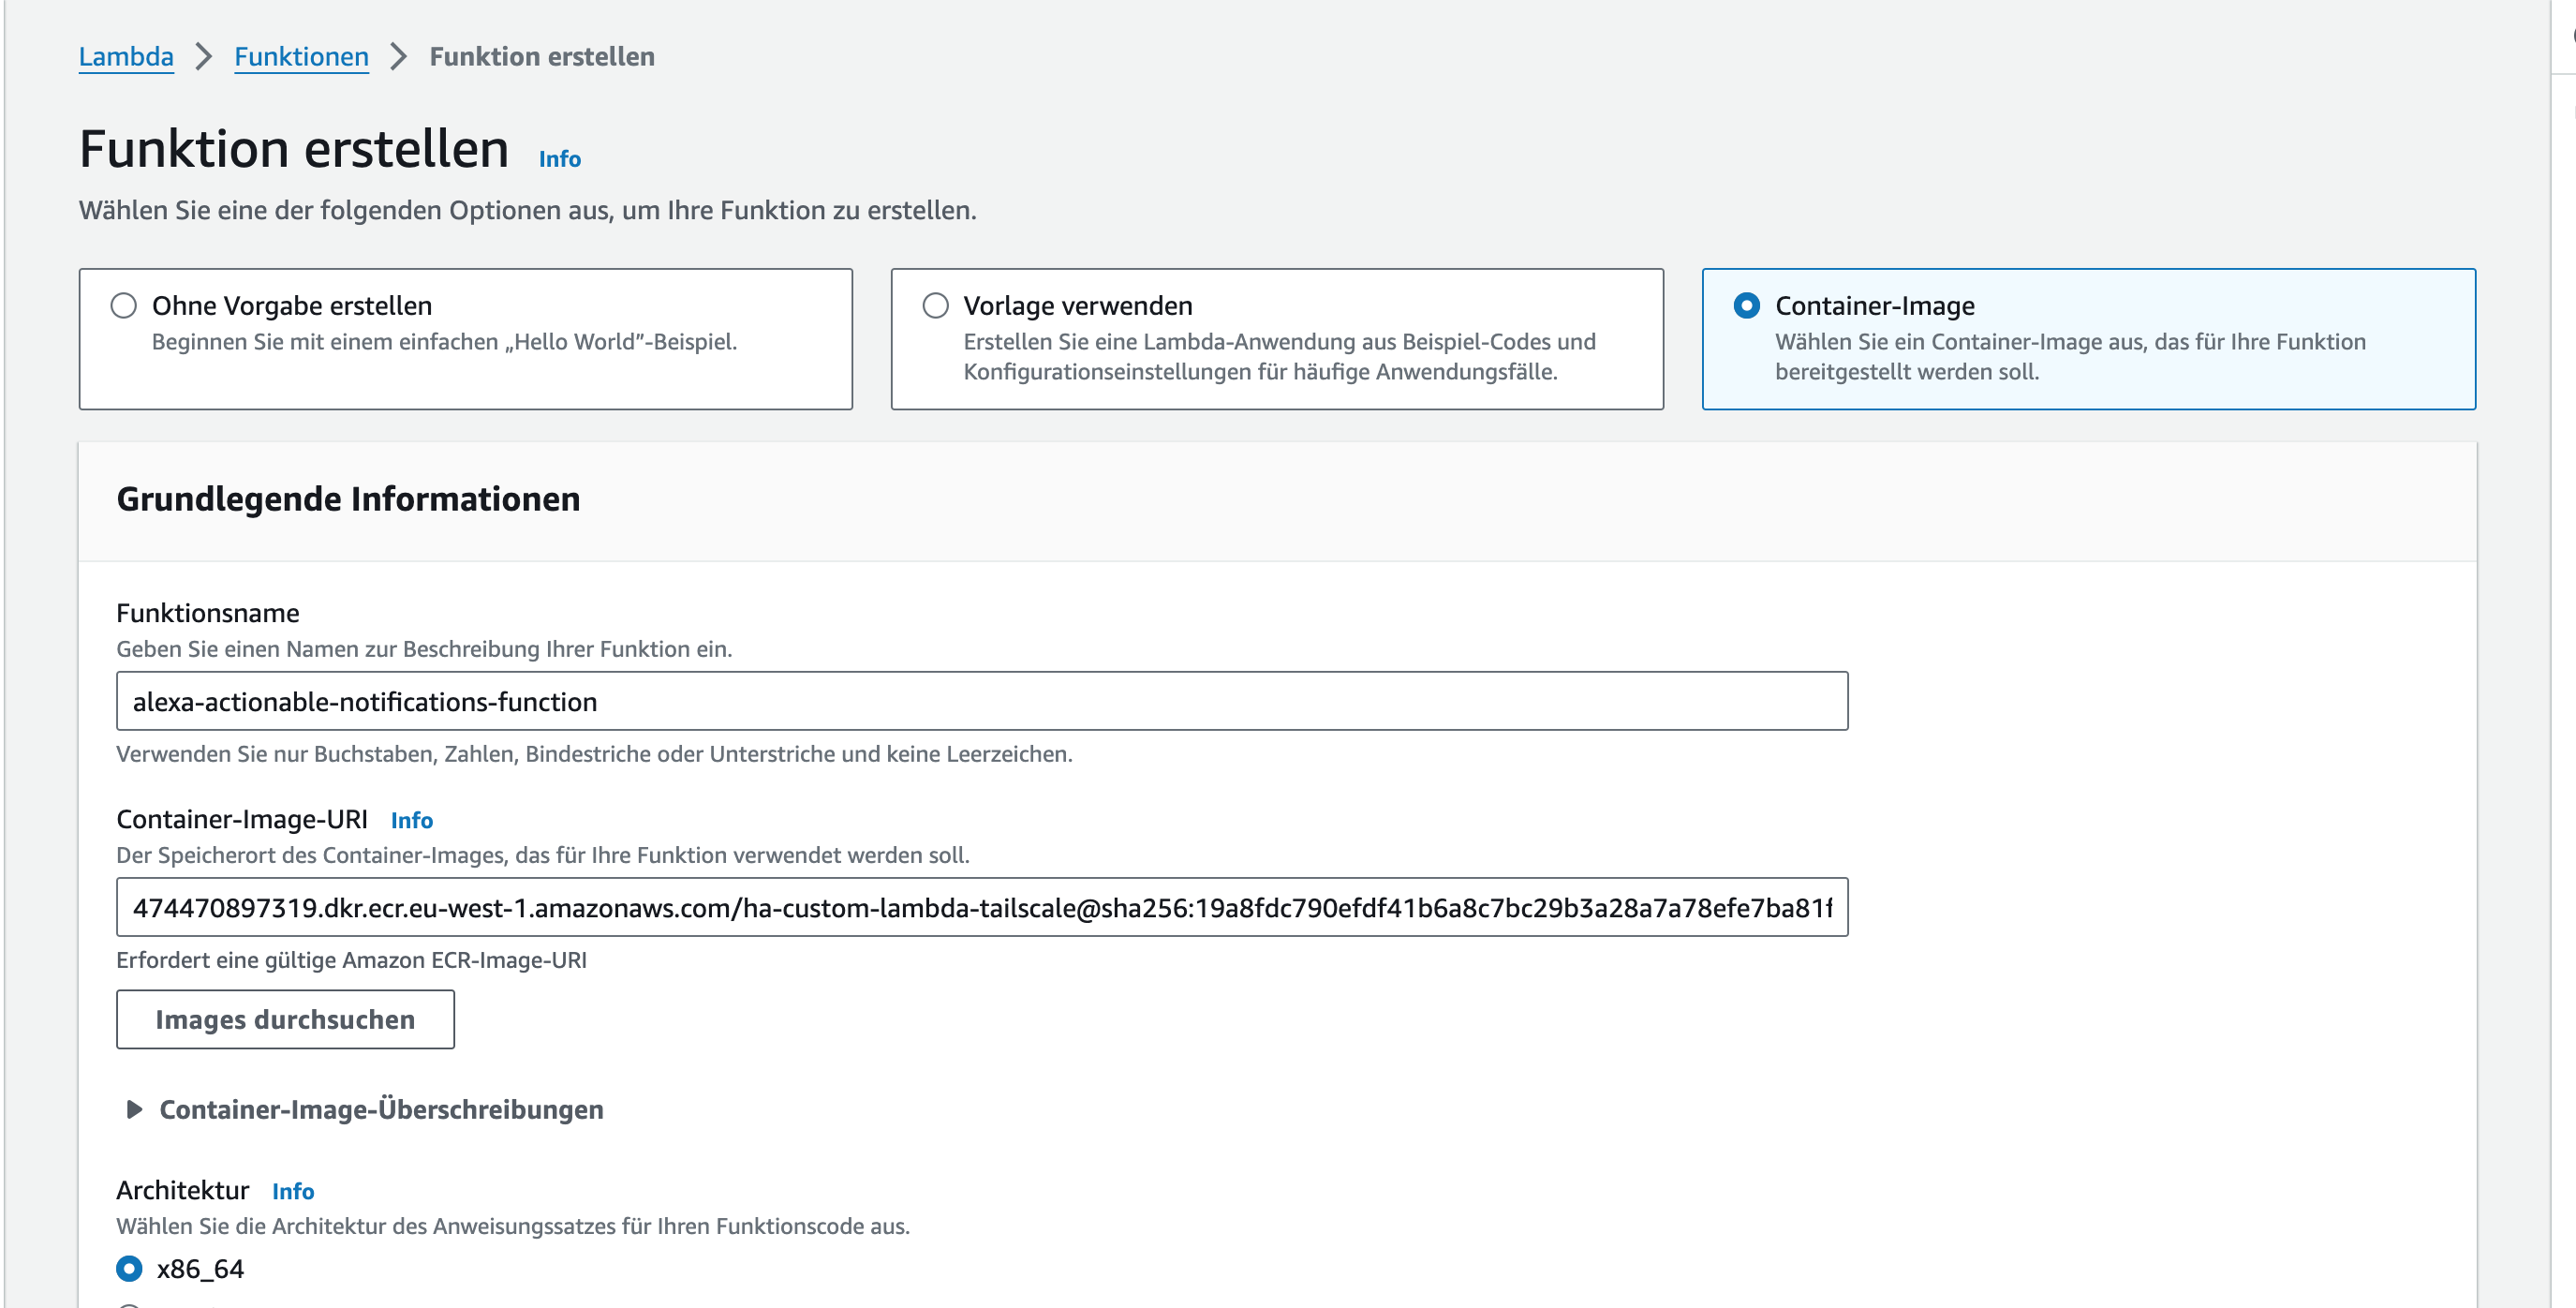 Lambda > Funktionen > Funktion erstellen
Funktion erstellen Info
Wählen Sie eine der folgenden Optionen aus, um Ihre Funktion zu erstellen.
Ohne Vorgabe erstellen
Beginnen Sie mit einem einfachen „Hello World”-Beispiel.
Vorlage verwenden
Erstellen Sie eine Lambda-Anwendung aus Beispiel-Codes und
Konfigurationseinstellungen für häufige Anwendungsfälle.
Container-Image
Wählen Sie ein Container-Image aus, das für Ihre Funktion
bereitgestellt werden soll.
Grundlegende Informationen
Funktionsname
Geben Sie einen Namen zur Beschreibung Ihrer Funktion ein.
alexa-actionable-notifications-function
Verwenden Sie nur Buchstaben, Zahlen, Bindestriche oder Unterstriche und keine Leerzeichen.
Container-Image-URI Info
Der Speicherort des Container-Images, das für Ihre Funktion verwendet werden soll.
474470897319.dkr.ecr.eu-west-1.amazonaws.com/ha-custom-lambda-tailscale@sha256:19a8fdc790efdf41b6a8c7bc29b3a28a7a78efe7ba81f
Erfordert eine gültige Amazon ECR-Image-URI
Images durchsuchen
Container-Image-Überschreibungen
Architektur Info
Wählen Sie die Architektur des Anweisungssatzes für Ihren Funktionscode aus.
x86_64